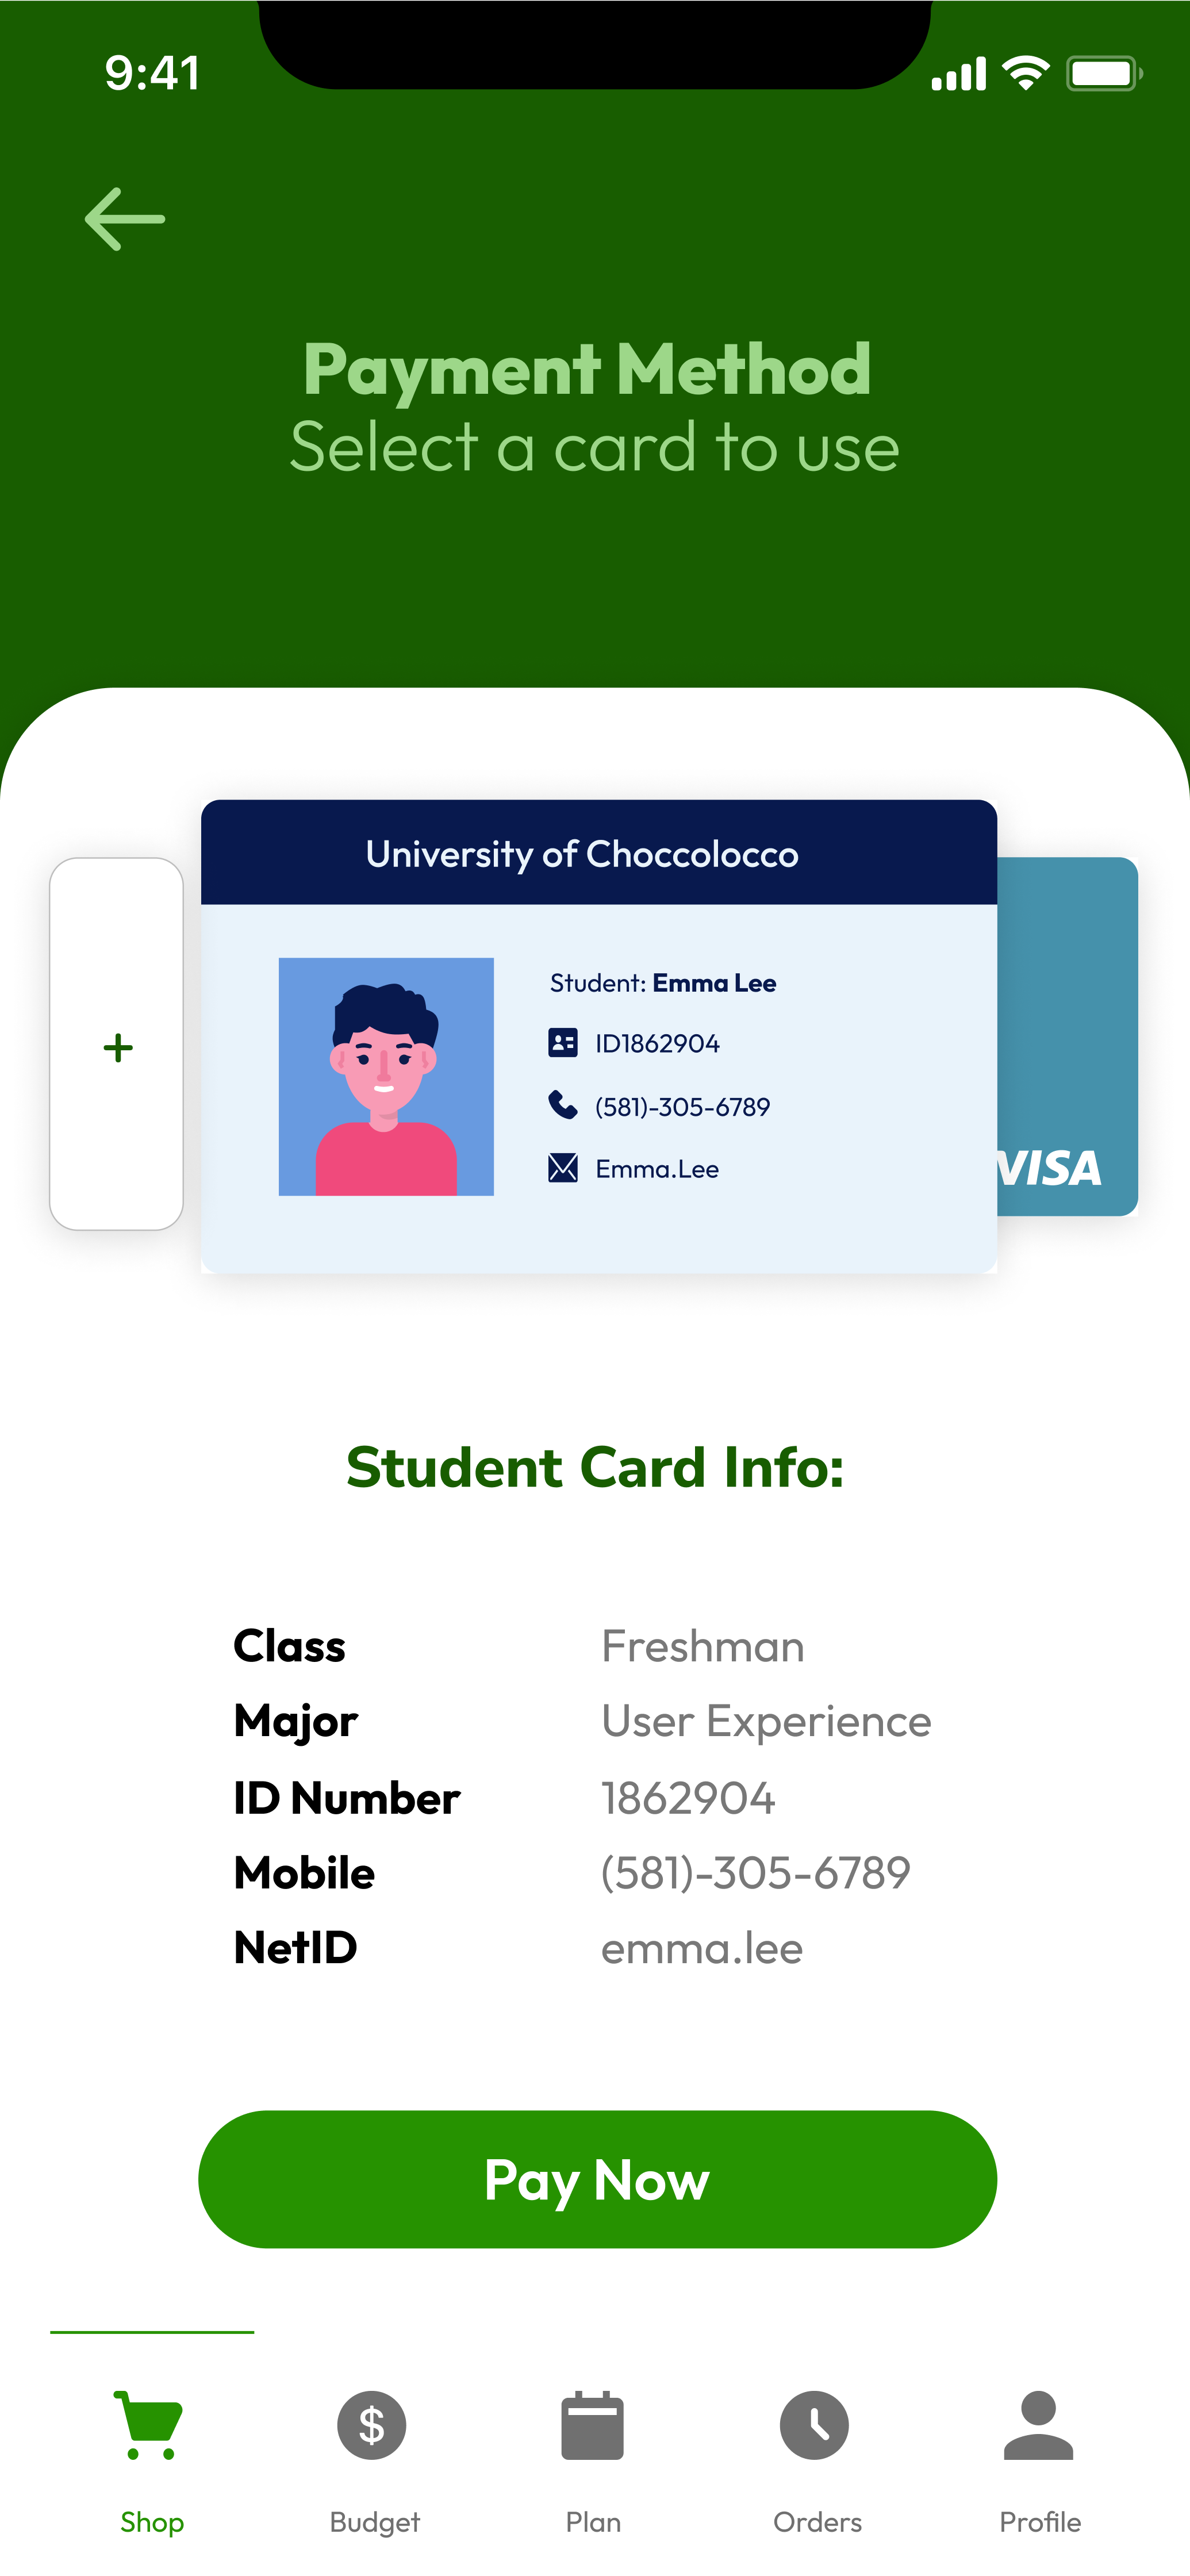 9:41
Payment Method
Select a card to use
University of Choccolocco
Student: Emma Lee
ID1862904
(581)-305-6789
Emma.Lee
+
VISA
Student Card Info:
Class Freshman
Major User Experience
ID Number 1862904
Mobile (581)-305-6789
NetID emma.lee
Pay Now
$
Shop Budget Plan Orders Profile